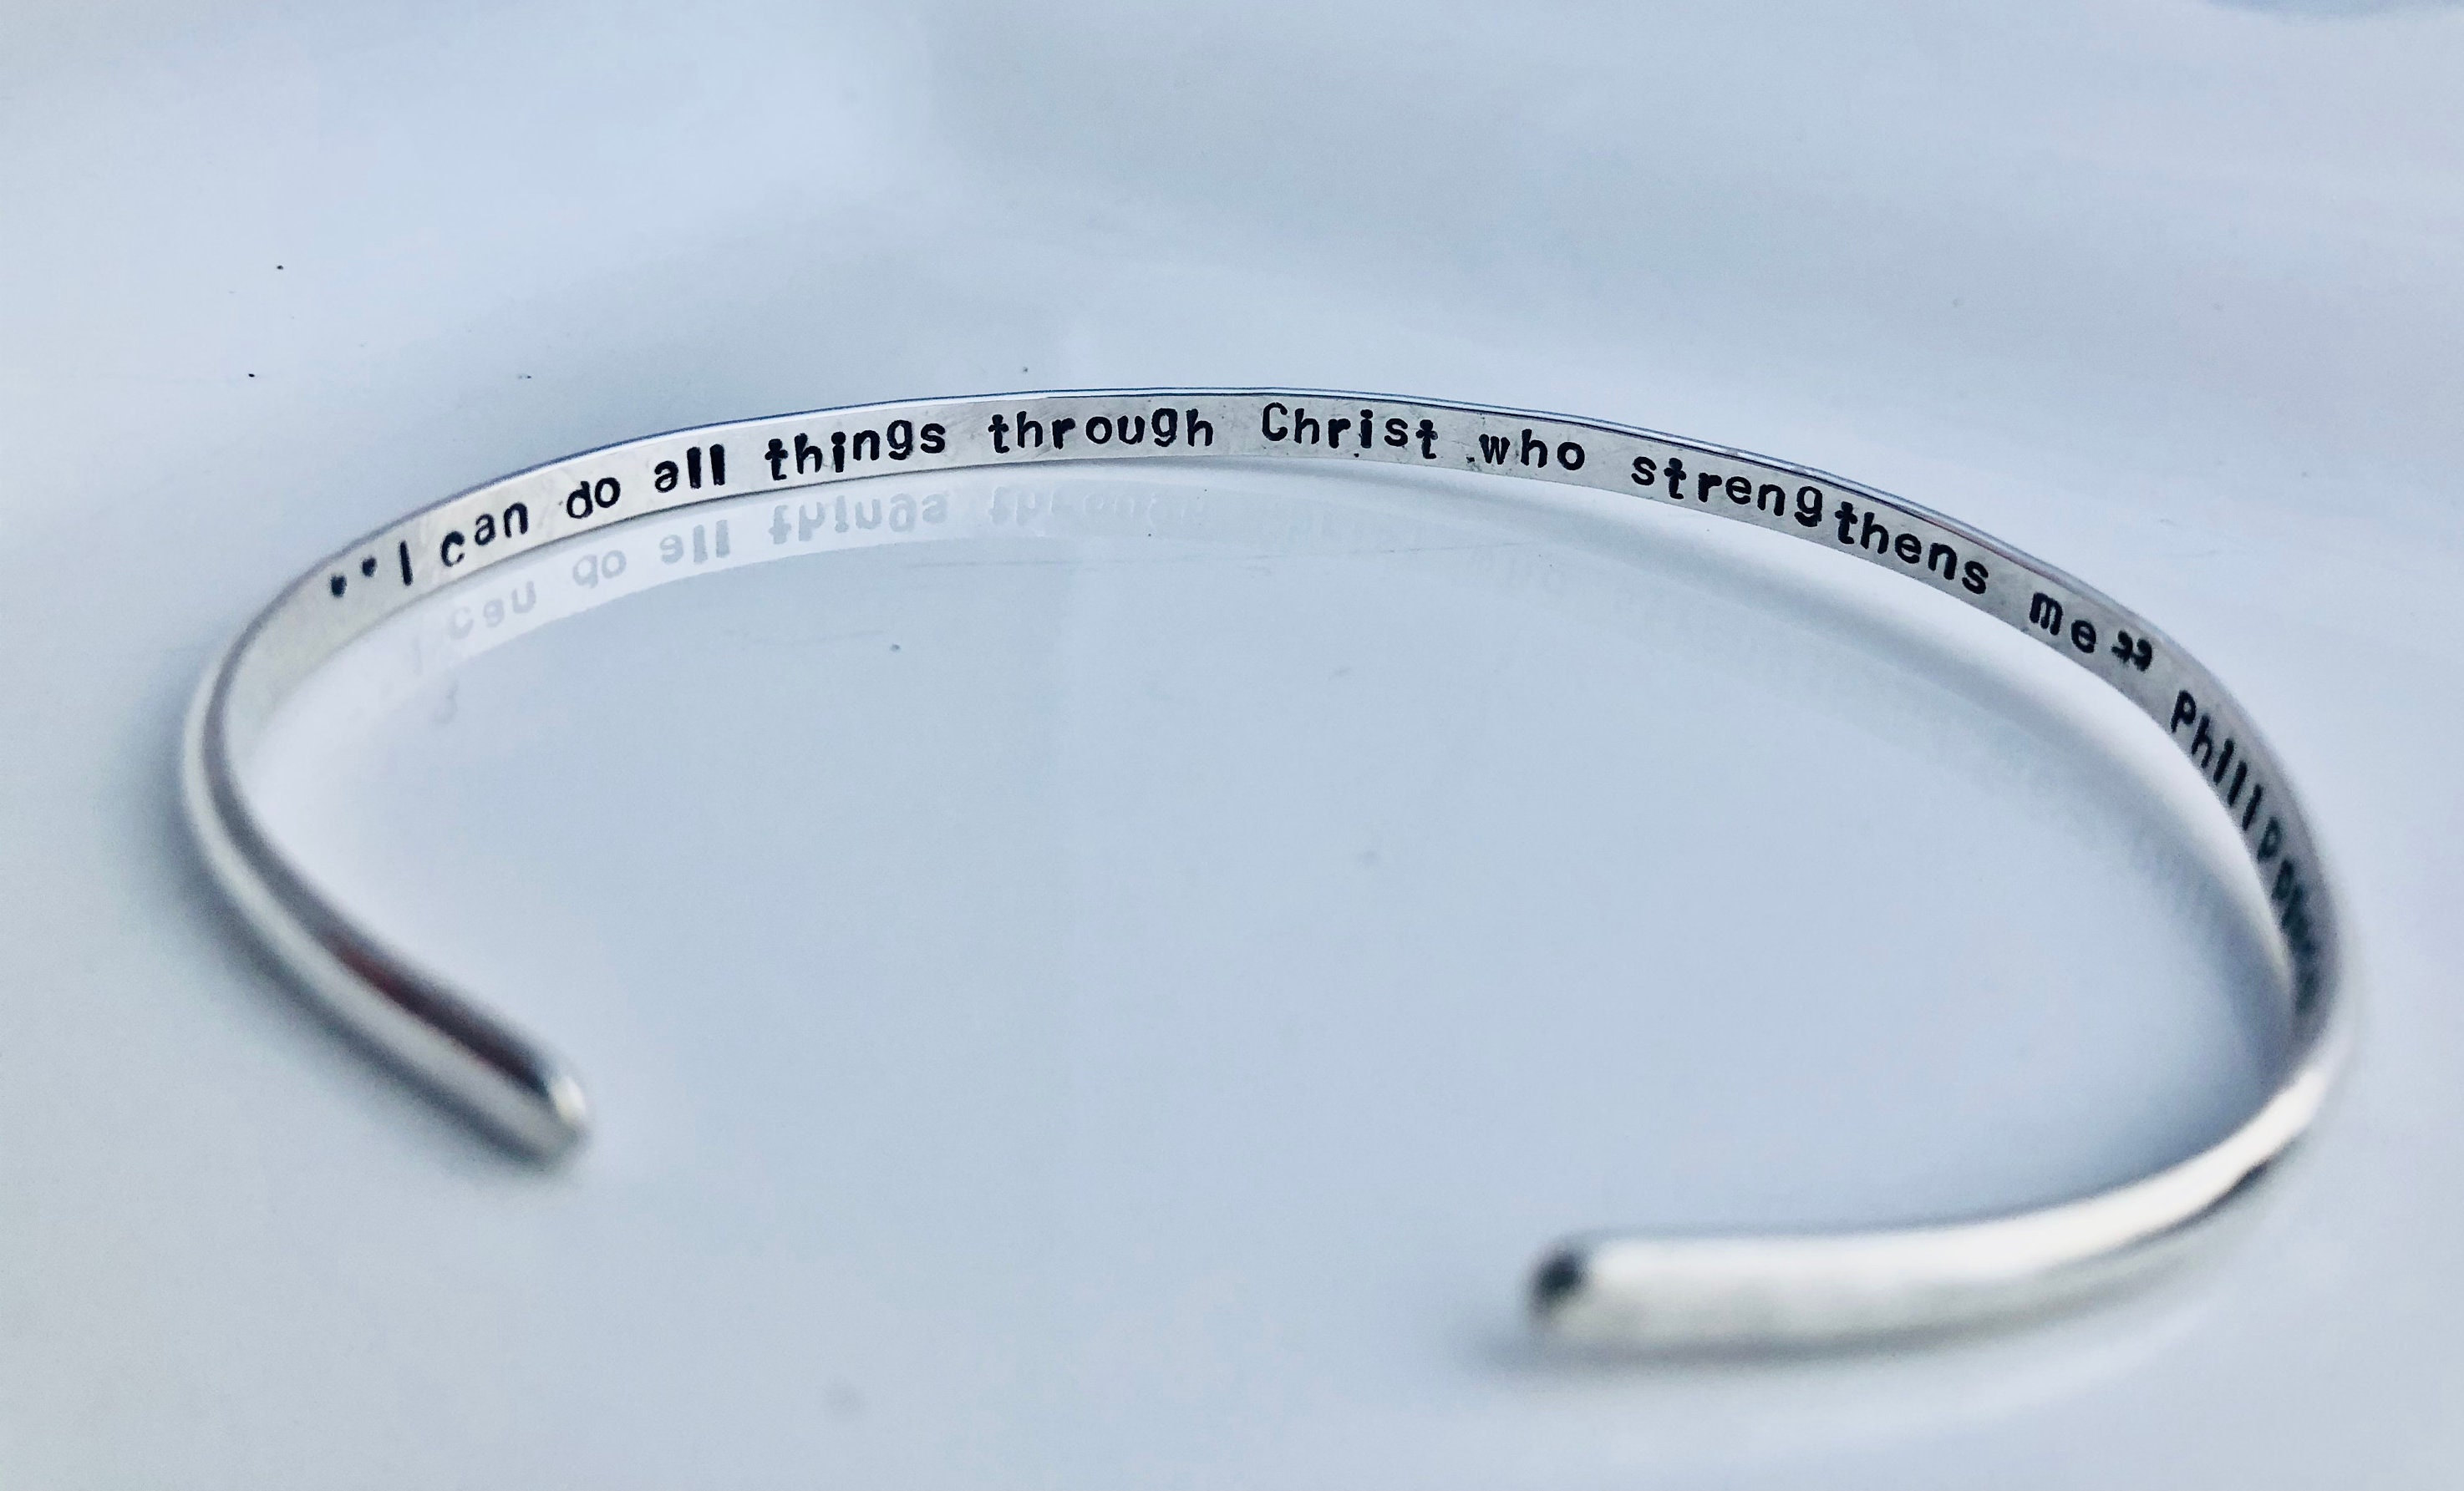 “I can do all things through Christ who strengthens me”